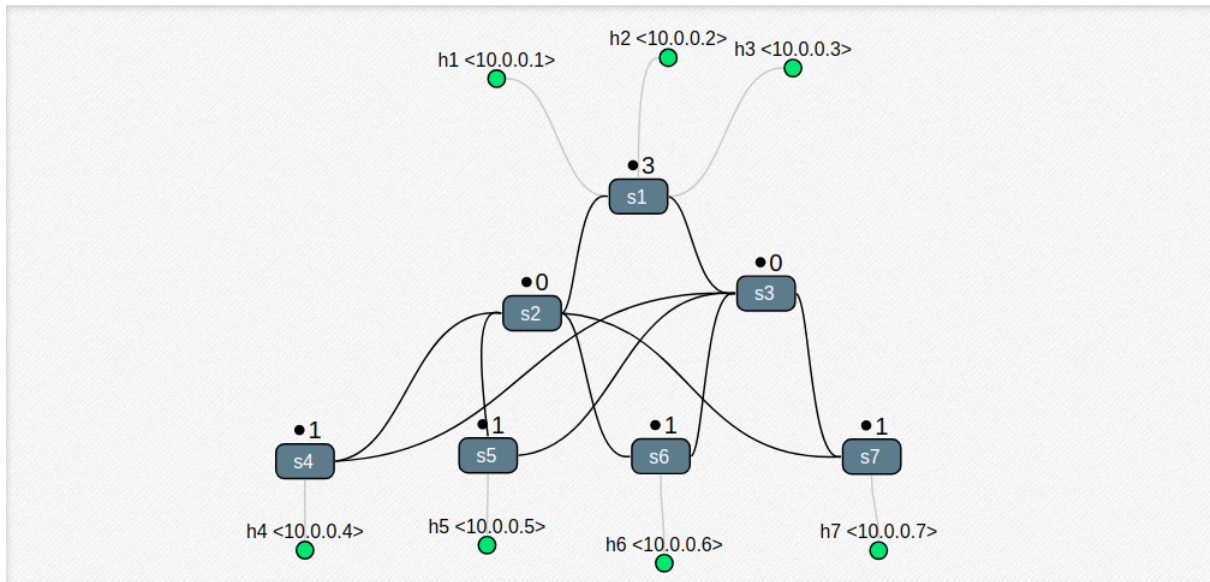 h1 <10.0.0.1>
h2 <10.0.0.2>
h3 <10.0.0.3>
3
s1
0
s2
0
s3
1
s4
1
s5
1
s6
1
s7
h4 <10.0.0.4>
h5 <10.0.0.5>
h6 <10.0.0.6>
h7 <10.0.0.7>